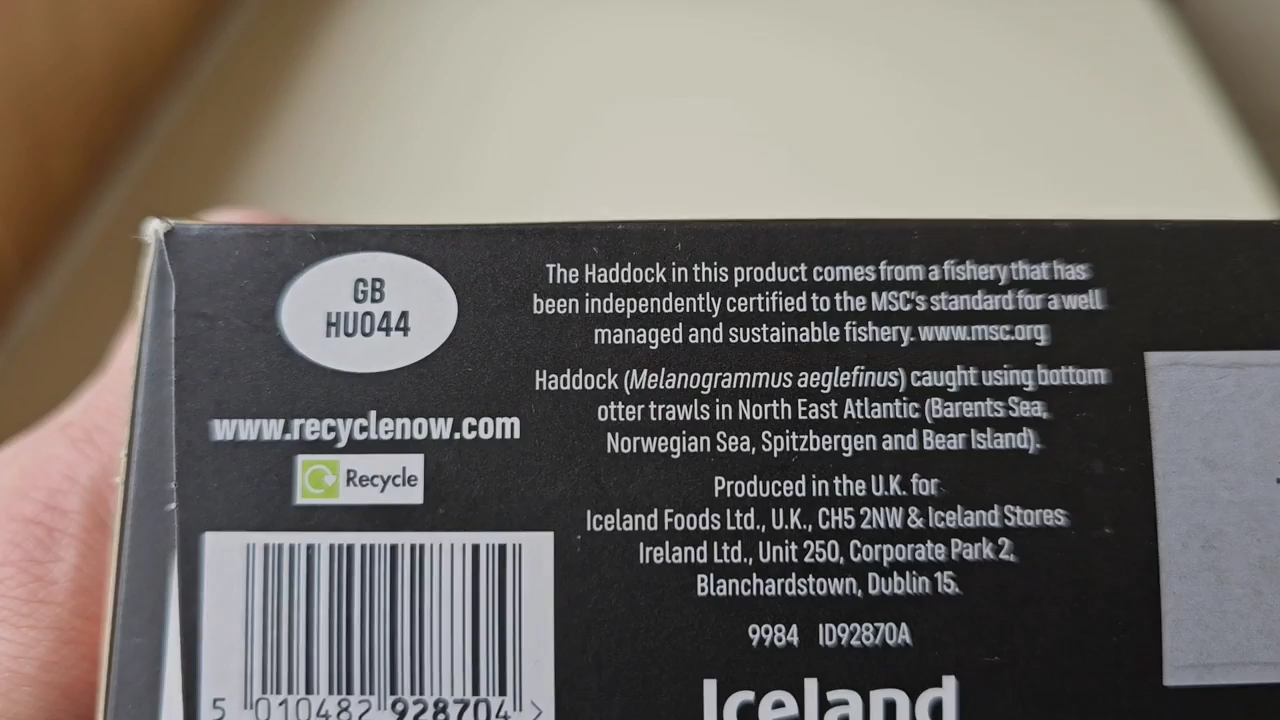 GB
HU044
The Haddock in this product comes from a fishery that has
been independently certified to the MSC's standard for a well
managed and sustainable fishery. www.msc.org
Haddock (Melanogrammus aeglefinus) caught using bottom
otter trawls in North East Atlantic (Barents Sea,
Norwegian Sea, Spitzbergen and Bear Island).
www.recyclenow.com
Recycle
Produced in the U.K. for
Iceland Foods Ltd., U.K., CH5 2NW & Iceland Stores
Ireland Ltd., Unit 250, Corporate Park 2,
Blanchardstown, Dublin 15.
9984 ID92870A
Iceland
5 010482 928704 >